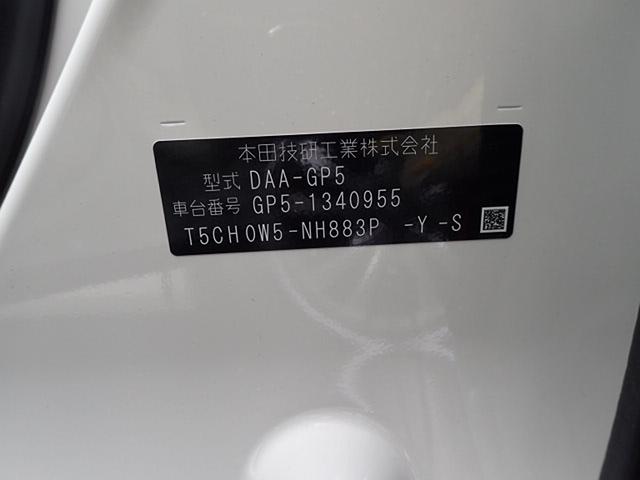 本田技研工業株式会社
型式 DAA-GP5
車台番号 GP5-1340955
T5CH0W5-NH883P -Y -S